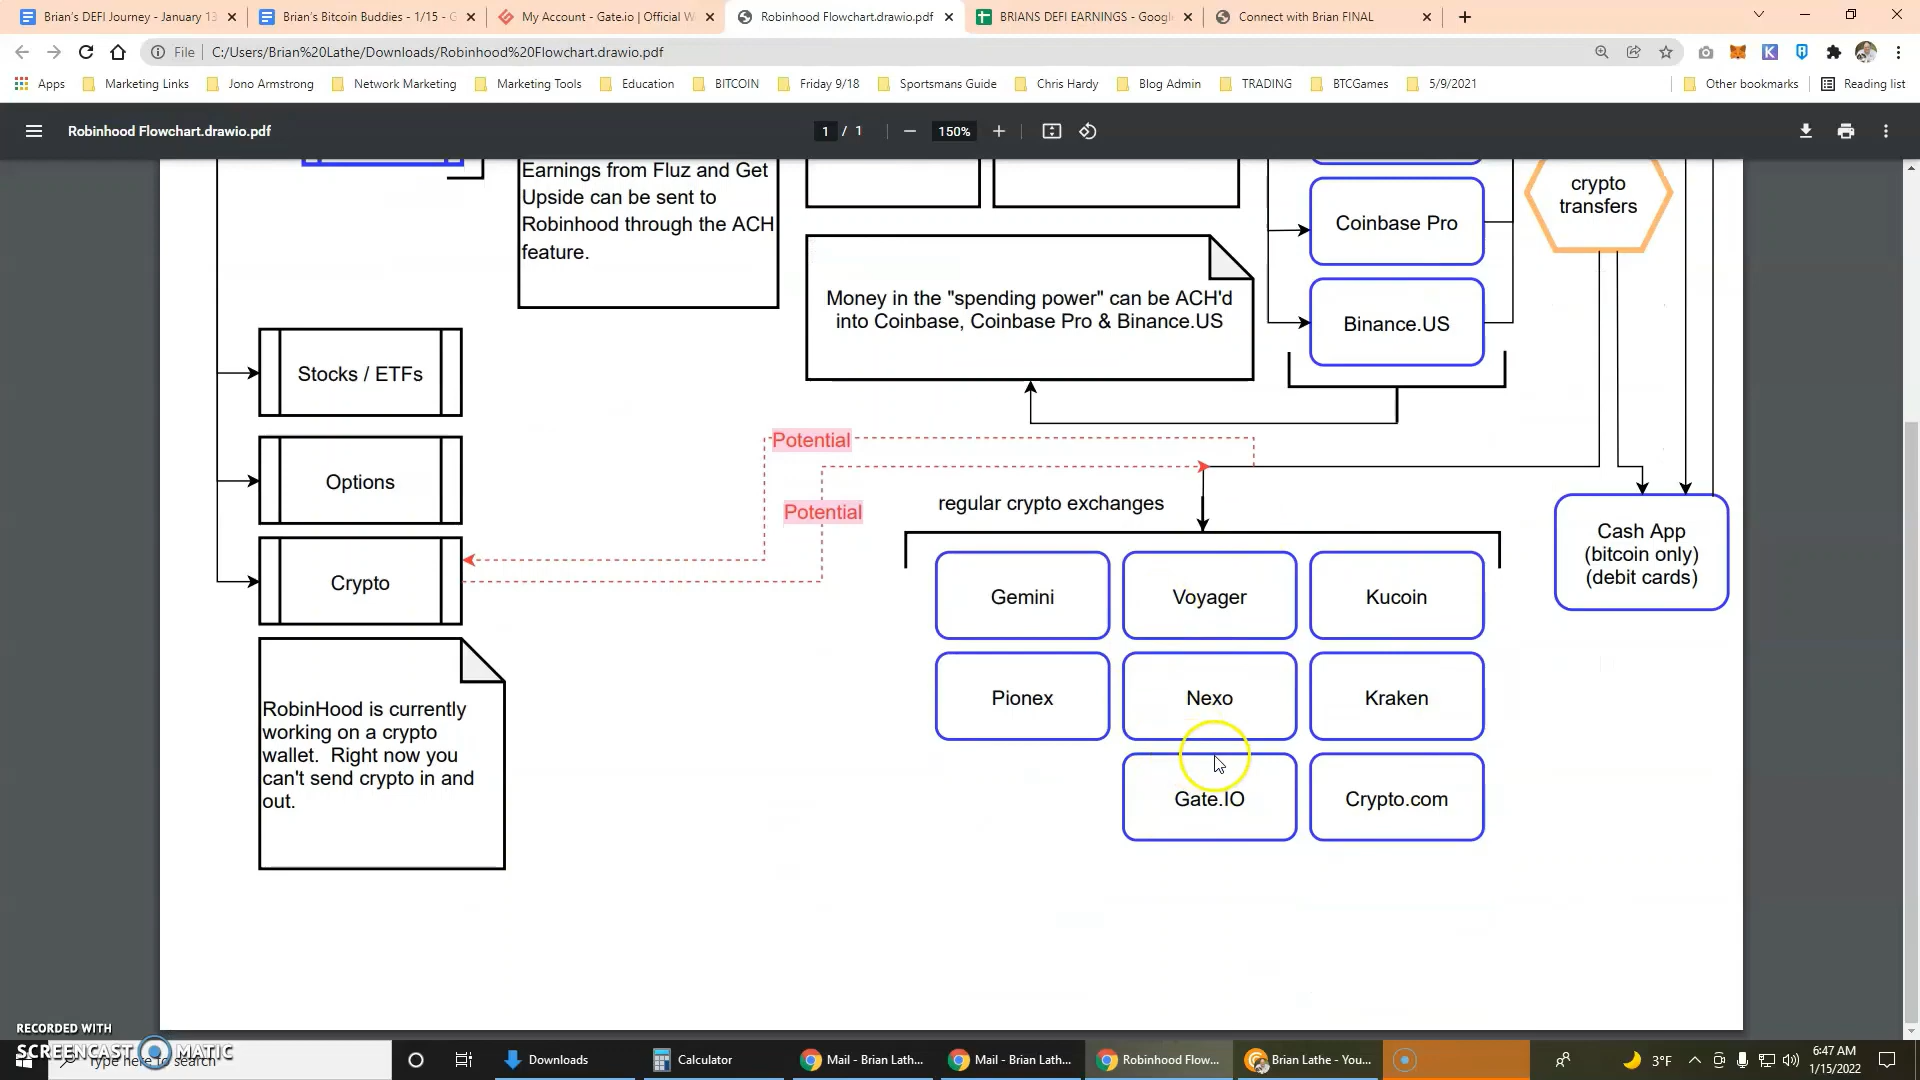 Brian's DEFI Journey - January 13
Brian's Bitcoin Buddies - 1/15 - G
My Account - Gate.io | Official W
Robinhood Flowchart.drawio.pdf
BRIANS DEFI EARNINGS - Google
Connect with Brian FINAL
File
C:/Users/Brian%20Lathe/Downloads/Robinhood%20Flowchart.drawio.pdf
Apps
Marketing Links
Jono Armstrong
Network Marketing
Marketing Tools
Education
BITCOIN
Friday 9/18
Sportsmans Guide
Chris Hardy
Blog Admin
TRADING
BTCGames
5/9/2021
Other bookmarks
Reading list
Robinhood Flowchart.drawio.pdf
1 / 1
150%
Earnings from Fluz and Get
Upside can be sent to
Robinhood through the ACH
feature.
crypto
transfers
Coinbase Pro
Money in the "spending power" can be ACH'd
into Coinbase, Coinbase Pro & Binance.US
Binance.US
Stocks / ETFs
Potential
Options
regular crypto exchanges
Potential
Cash App
(bitcoin only)
(debit cards)
Crypto
Gemini
Voyager
Kucoin
Pionex
Nexo
Kraken
RobinHood is currently
working on a crypto
wallet. Right now you
can't send crypto in and
out.
Gate.IO
Crypto.com
RECORDED WITH
SCREENCAST MATIC
Type here to search
Downloads
Calculator
Mail - Brian Lath...
Mail - Brian Lath...
Robinhood Flow...
Brian Lathe - You...
3°F
6:47 AM
1/15/2022